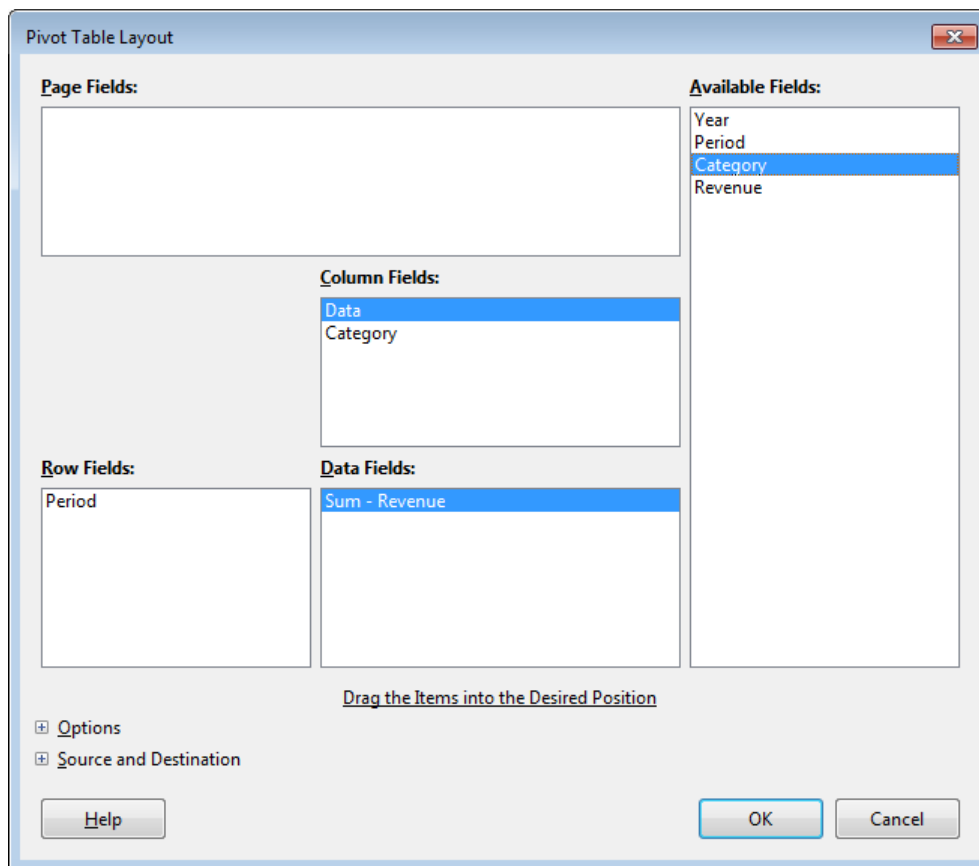 Pivot Table Layout
Page Fields:
Available Fields:
Year
Period
Category
Revenue
Column Fields:
Data
Category
Row Fields:
Data Fields:
Period
Sum - Revenue
Drag the Items into the Desired Position
Options
Source and Destination
Help
OK
Cancel